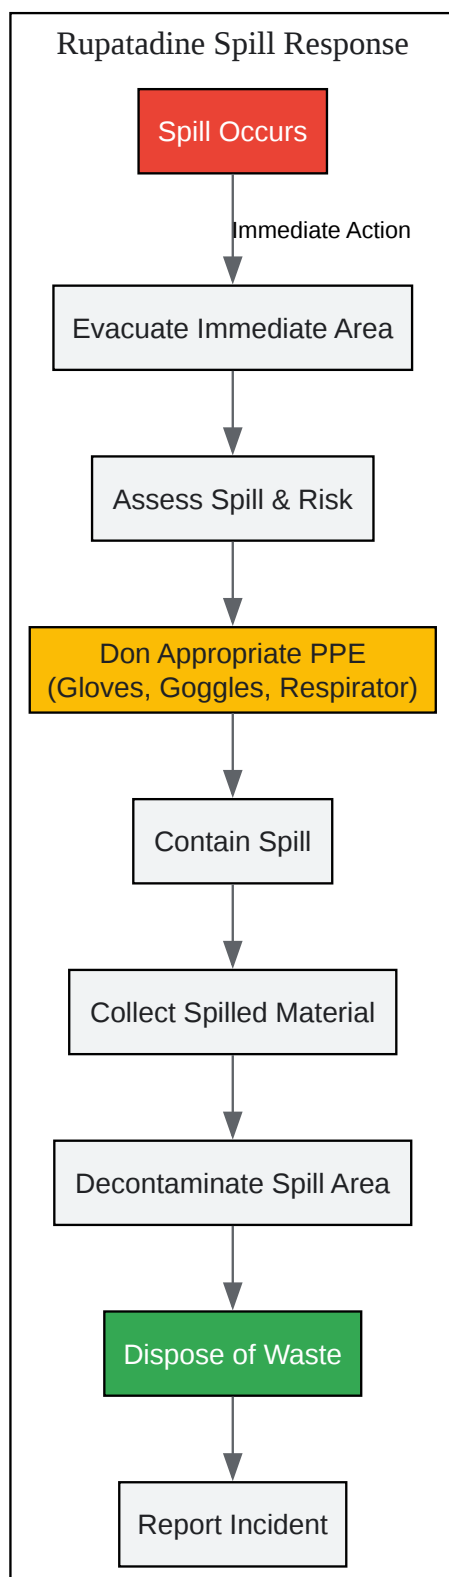 Rupatadine Spill Response
Spill Occurs
Immediate Action
Evacuate Immediate Area
Assess Spill & Risk
Don Appropriate PPE
(Gloves, Goggles, Respirator)
Contain Spill
Collect Spilled Material
Decontaminate Spill Area
Dispose of Waste
Report Incident